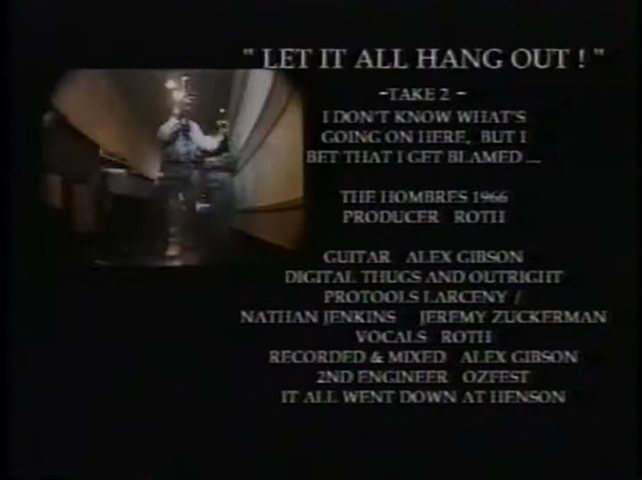 " LET IT ALL HANG OUT ! "
-TAKE 2 -
I DON'T KNOW WHAT'S
GOING ON HERE, BUT I
BET THAT I GET BLAMED ...
THE HOMBRES 1966
PRODUCER ROTH
GUITAR ALEX GIBSON
DIGITAL THUGS AND OUTRIGHT
PROTOOLS LARCENY /
NATHAN JENKINS JEREMY ZUCKERMAN
VOCALS ROTH
RECORDED & MIXED ALEX GIBSON
2ND ENGINEER OZFEST
IT ALL WENT DOWN AT HENSON